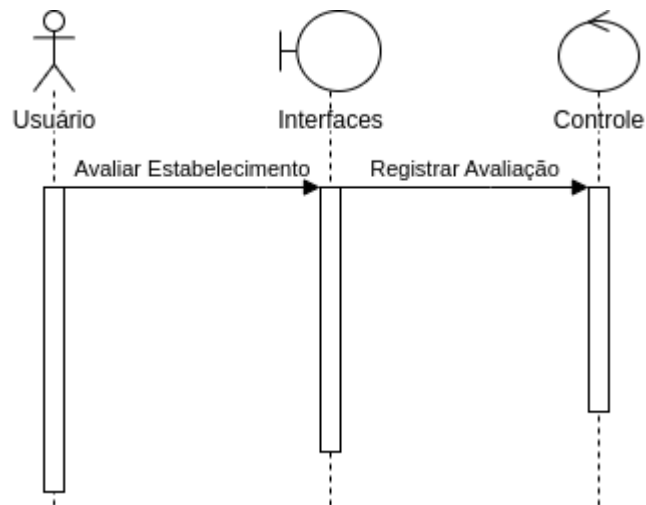 Usuário
Interfaces
Controle
Avaliar Estabelecimento
Registrar Avaliação